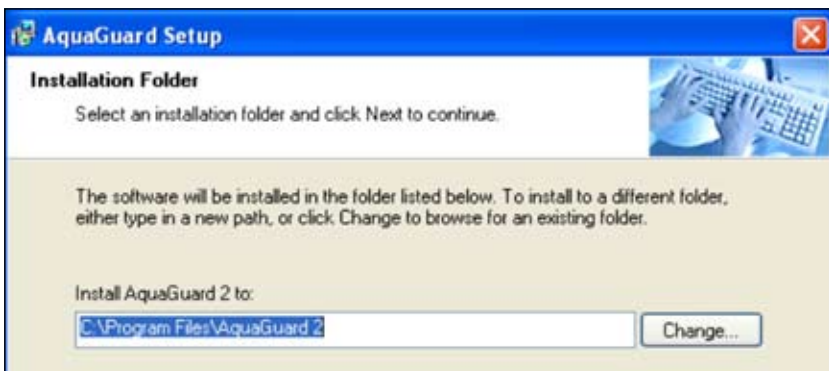 AquaGuard Setup
Installation Folder
Select an installation folder and click Next to continue.
The software will be installed in the folder listed below. To install to a different folder,
either type in a new path, or click Change to browse for an existing folder.
Install AquaGuard 2 to:
C:\Program Files\AquaGuard 2
Change...